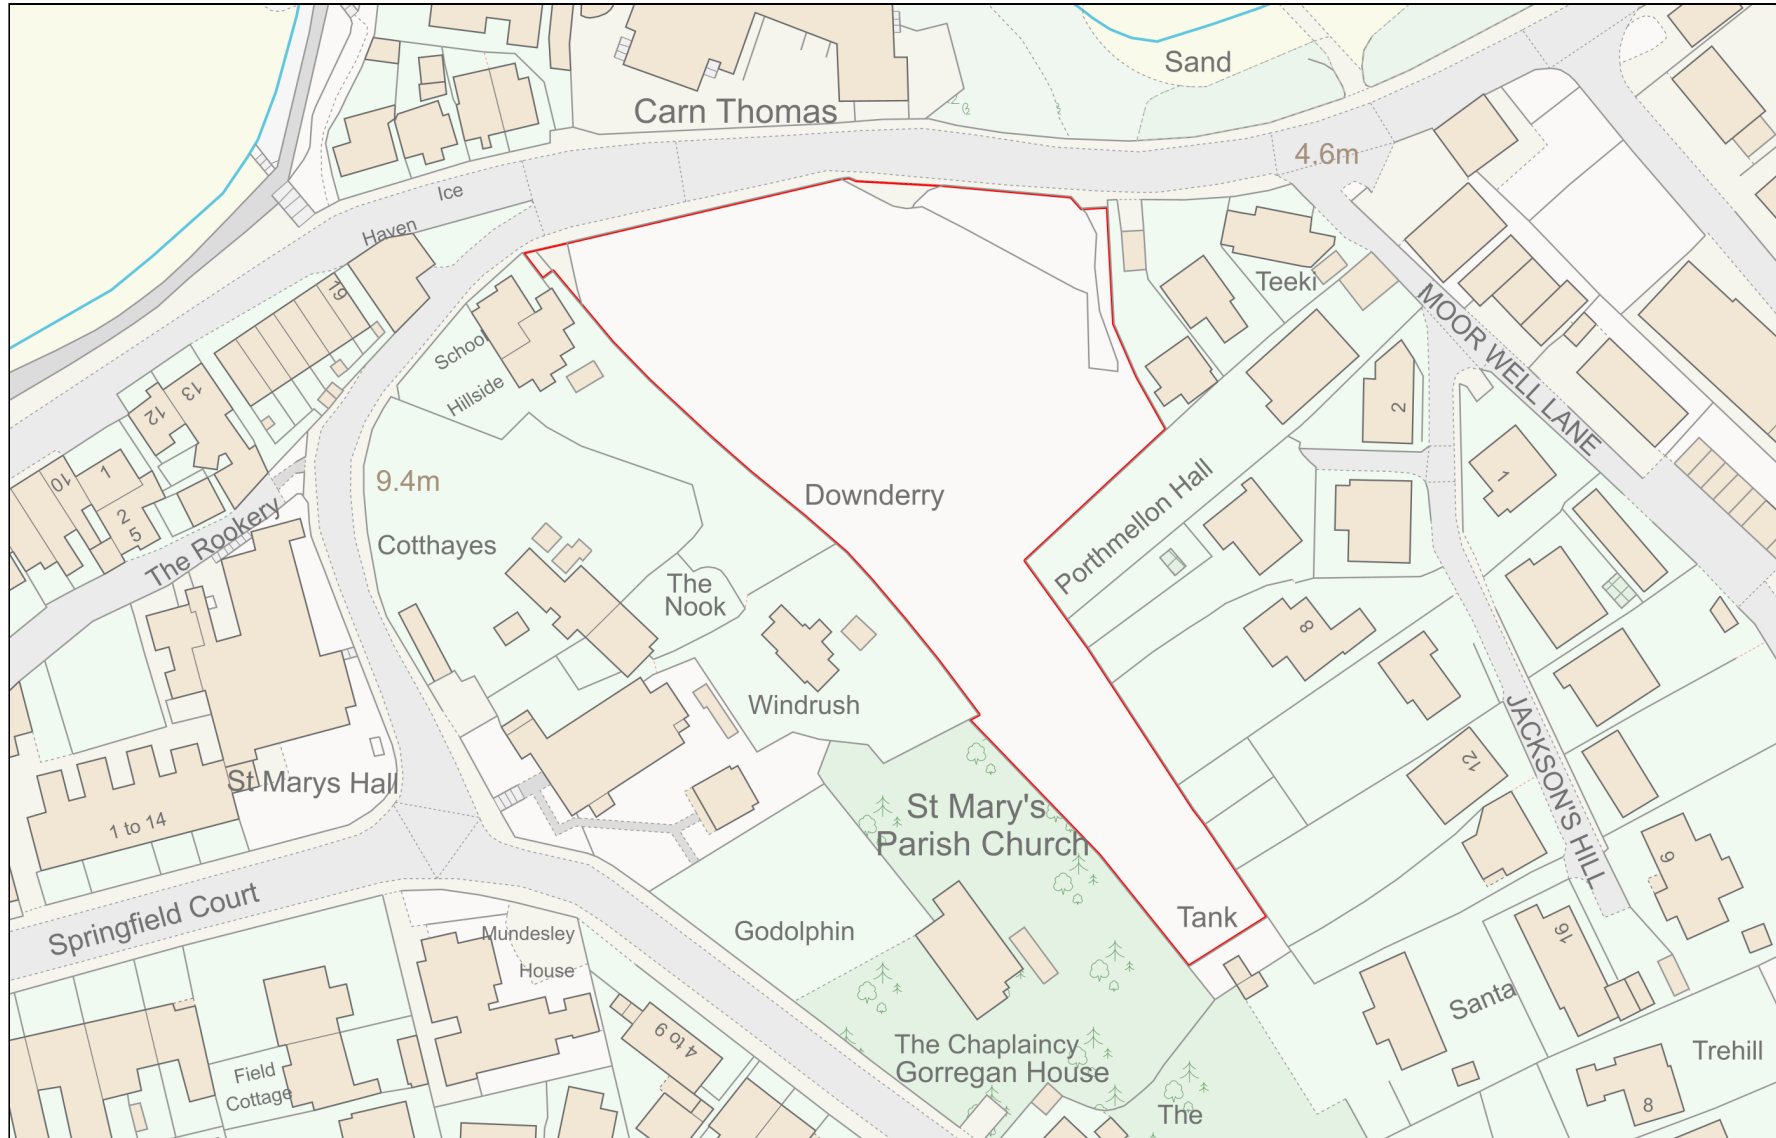 Sand
Carn Thomas
4.6m
Ice
Haven
19
Teeki
MOOR WELL LANE
School
Hillside
13
12
2
10
1
2
5
9.4m
Downderry
1
The Rookery
Cotthayes
Porthmellon Hall
The
Nook
8
Windrush
JACKSON'S HILL
12
St Marys Hall
1 to 14
St Mary's
Parish Church
9
Springfield Court
Tank
Godolphin
Mundesley
House
16
Santa
4 to 9
The Chaplaincy
Gorregan House
Trehill
Field
Cottage
The
8